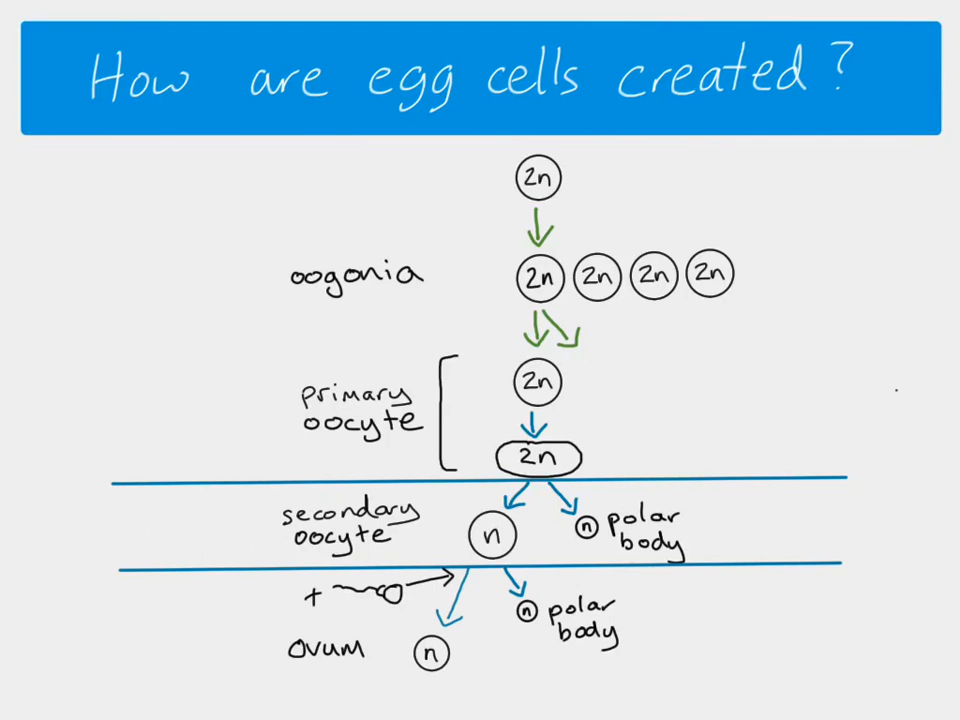 How are egg cells created?
2n
oogonia 2n 2n 2n 2n
primary
oocyte
2n
2n
secondary
oocyte
n
n polar
body
+
n polar
body
ovum n